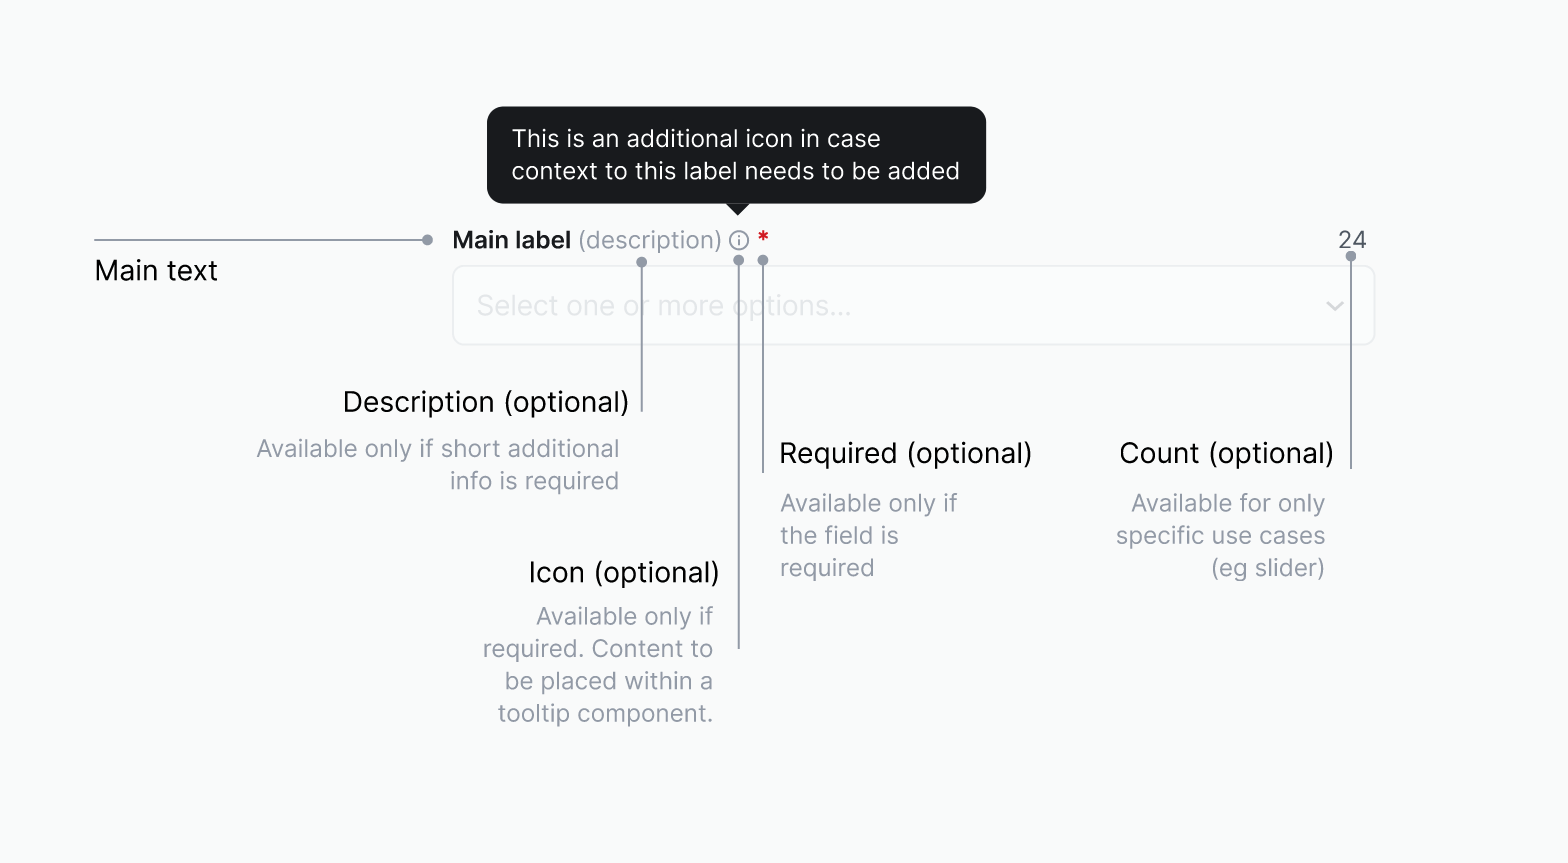 This is an additional icon in case
context to this label needs to be added
Main label (description) * 24
Main text
Select one or more options...
Description (optional)
Available only if short additional
info is required
Required (optional)
Available only if
the field is
required
Count (optional)
Available for only
specific use cases
(eg slider)
Icon (optional)
Available only if
required. Content to
be placed within a
tooltip component.